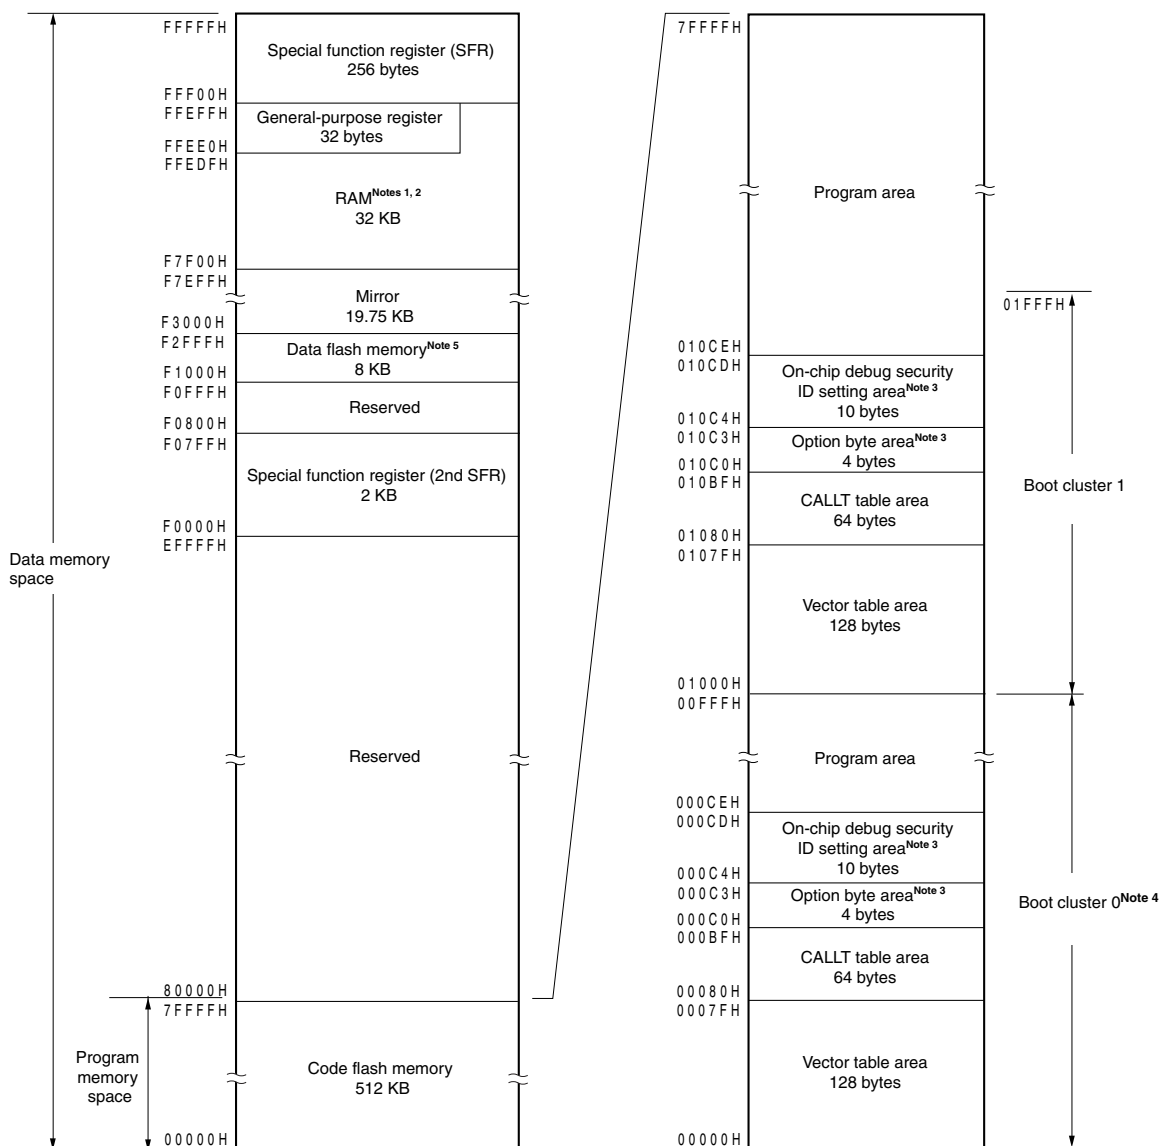 FFFFFH
Special function register (SFR)
256 bytes
FFF00H
FFEFFH
General-purpose register
32 bytes
FFEE0H
FFEDFH
RAMNotes 1, 2
32 KB
F7F00H
F7EFFH
Mirror
19.75 KB
F3000H
F2FFFH
Data flash memoryNote 5
8 KB
F1000H
F0FFFH
Reserved
F0800H
F07FFH
Special function register (2nd SFR)
2 KB
F0000H
EFFFFH
Data memory
space
Reserved
80000H
7FFFFH
Program
memory
space
Code flash memory
512 KB
00000H
7FFFFH
Program area
01FFFH
010CEH
010CDH
On-chip debug security
ID setting areaNote 3
10 bytes
010C4H
010C3H
Option byte areaNote 3
4 bytes
010C0H
010BFH
CALLT table area
64 bytes
Boot cluster 1
01080H
0107FH
Vector table area
128 bytes
01000H
00FFFH
Program area
000CEH
000CDH
On-chip debug security
ID setting areaNote 3
10 bytes
000C4H
000C3H
Option byte areaNote 3
4 bytes
Boot cluster 0Note 4
000C0H
000BFH
CALLT table area
64 bytes
00080H
0007FH
Vector table area
128 bytes
00000H